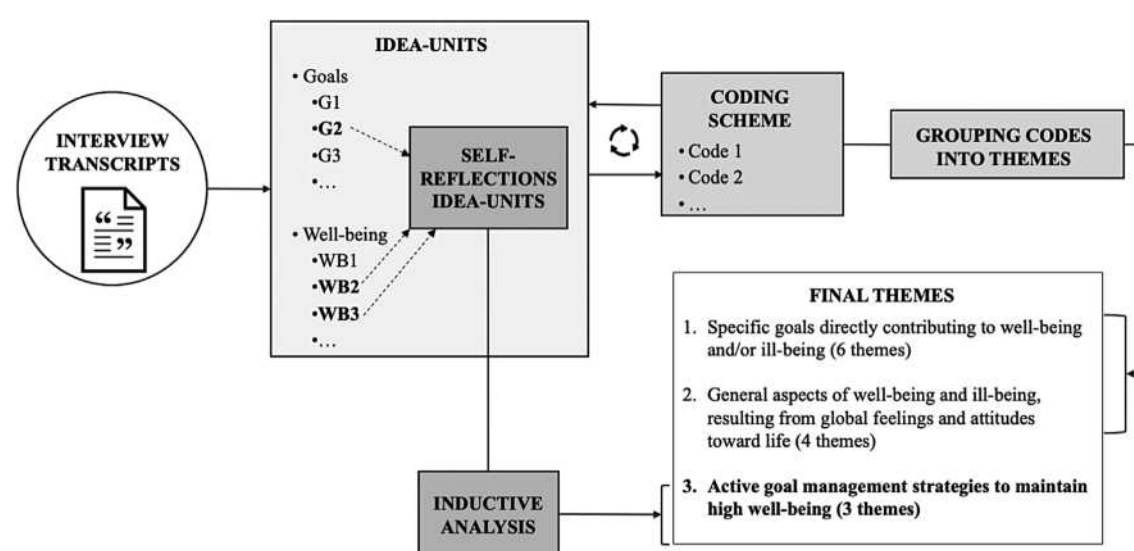 INTERVIEW
TRANSCRIPTS
“
”
IDEA-UNITS
• Goals
•G1
•G2
•G3
•…
• Well-being
•WB1
•WB2
•WB3
•…
SELF-
REFLECTIONS
IDEA-UNITS
CODING
SCHEME
• Code 1
• Code 2
• …
GROUPING CODES
INTO THEMES
FINAL THEMES
1. Specific goals directly contributing to well-being
and/or ill-being (6 themes)
2. General aspects of well-being and ill-being,
resulting from global feelings and attitudes
toward life (4 themes)
3. Active goal management strategies to maintain
high well-being (3 themes)
INDUCTIVE
ANALYSIS